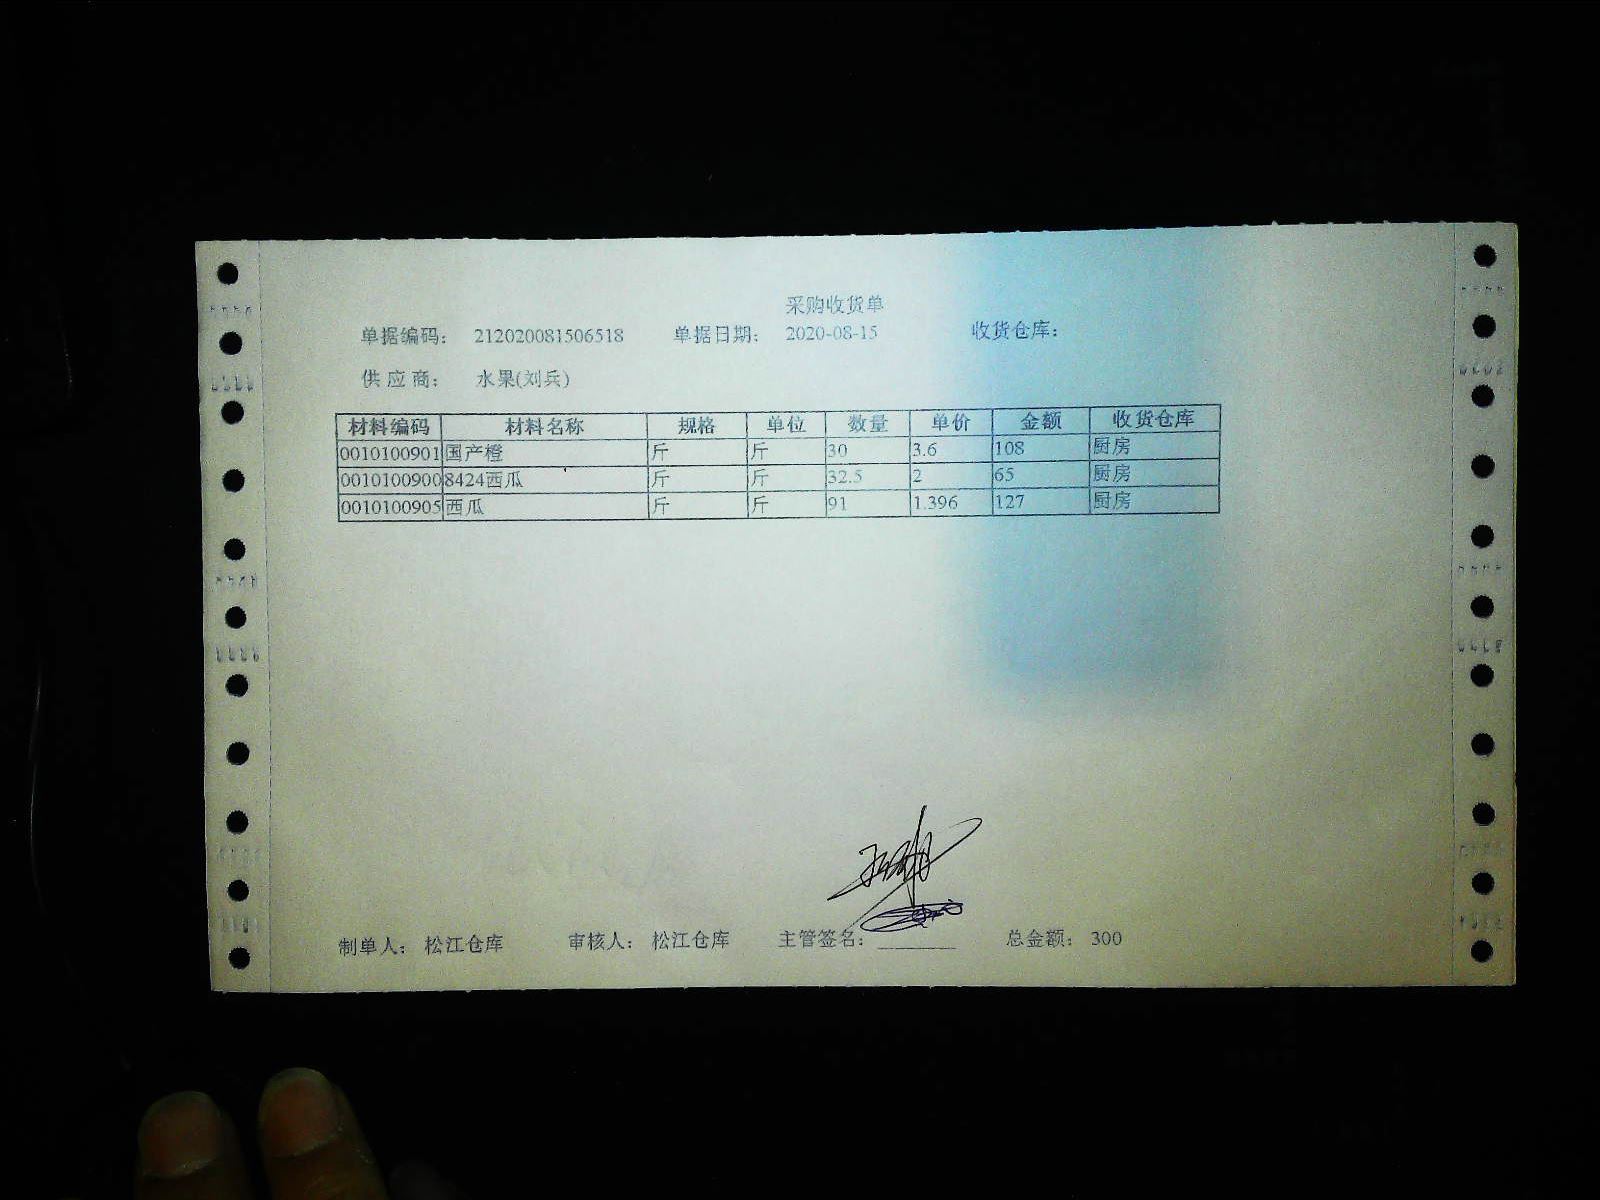 采购收货单
单据编码: 212020081506518 单据日期: 2020-08-15 收货仓库:
供应商: 水果(刘兵)
材料编码 材料名称 规格 单位 数量 单价 金额 收货仓库
0010100901 国产橙 斤 斤 30 3.6 108 厨房
0010100900 8424西瓜 斤 斤 32.5 2 65 厨房
0010100905 西瓜 斤 斤 91 1.396 127 厨房
制单人: 松江仓库 审核人: 松江仓库 主管签名: 总金额: 300